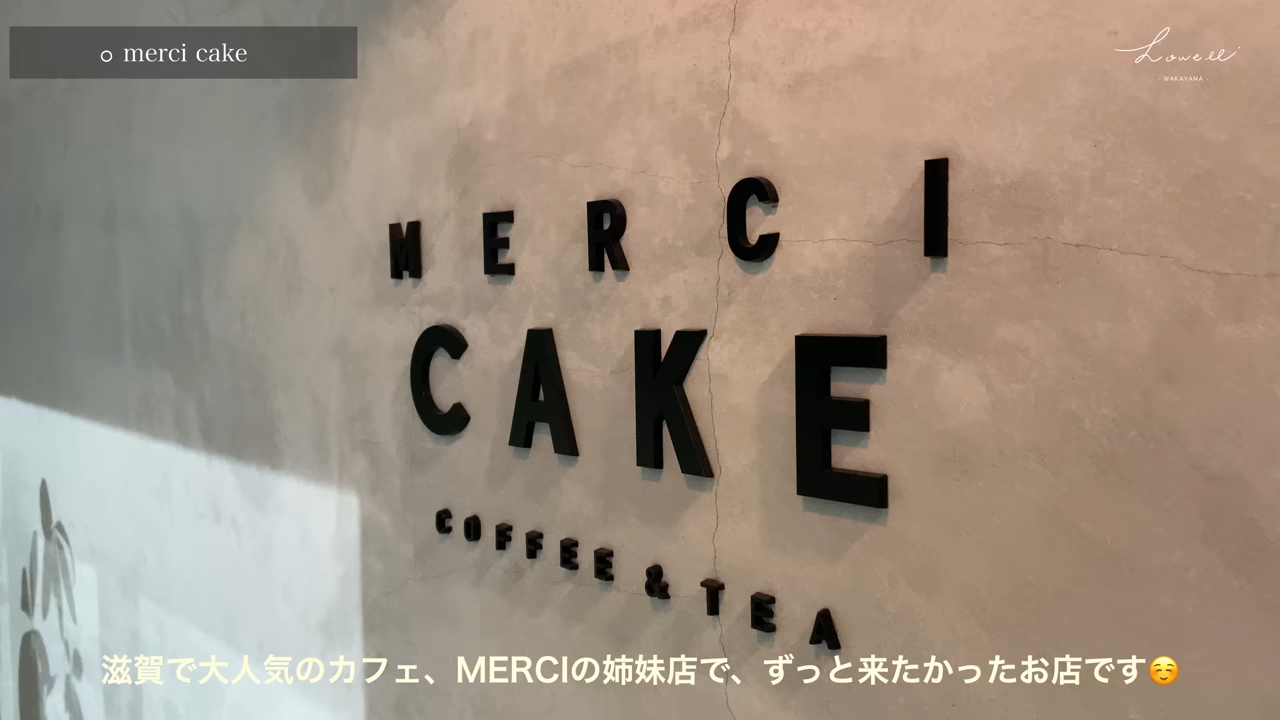 ○ merci cake
Lowell
- WAKAYAMA -
MERCI
CAKE
COFFEE & TEA
滋賀で大人気のカフェ、MERCIの姉妹店で、ずっと来たかったお店です☺️